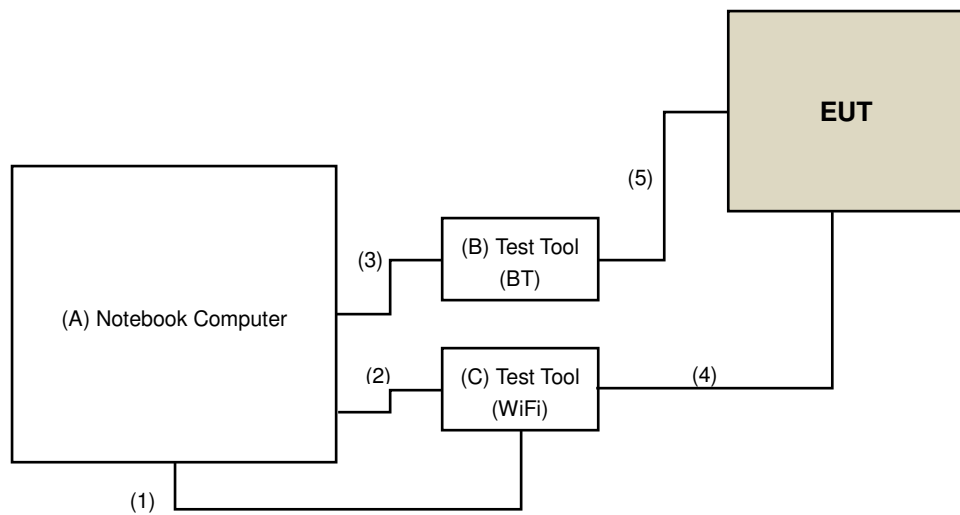 EUT
(5)
(3)
(B) Test Tool
(BT)
(A) Notebook Computer
(2)
(C) Test Tool
(WiFi)
(4)
(1)